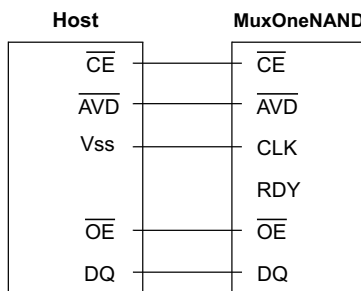 Host MuxOneNAND
CE CE
AVD AVD
Vss CLK
RDY
OE OE
DQ DQ